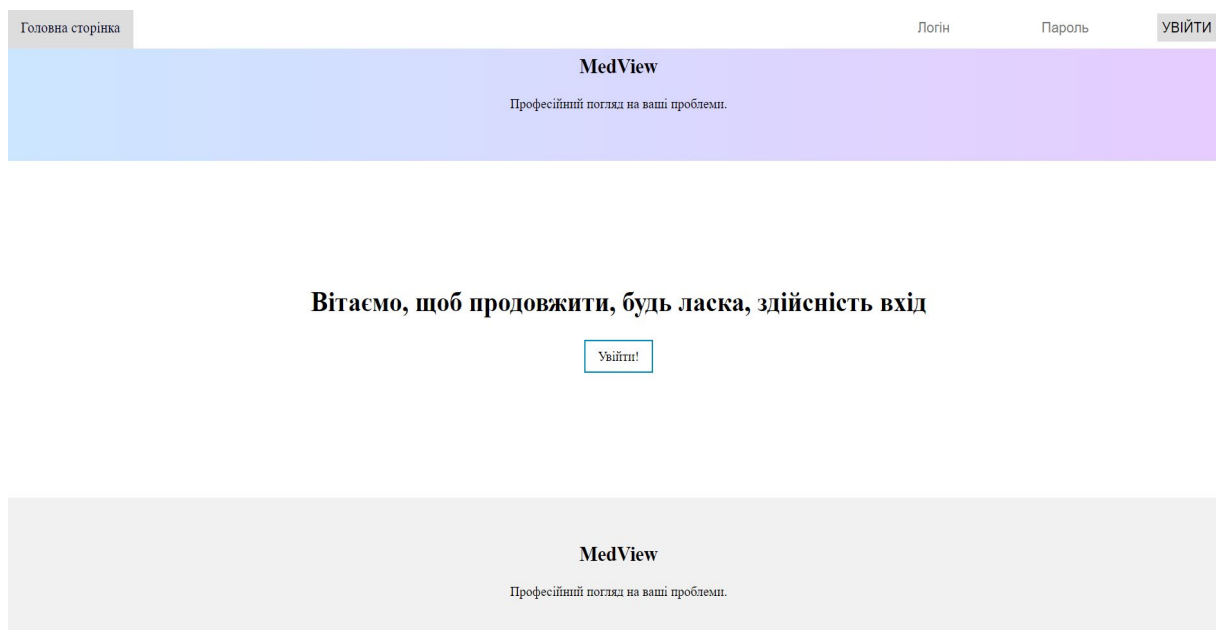 Головна сторінка Логін Пароль УВІЙТИ
MedView
Професійний погляд на ваші проблеми.
Вітаємо, щоб продовжити, будь ласка, здійсність вхід
Увійти!
MedView
Професійний погляд на ваші проблеми.